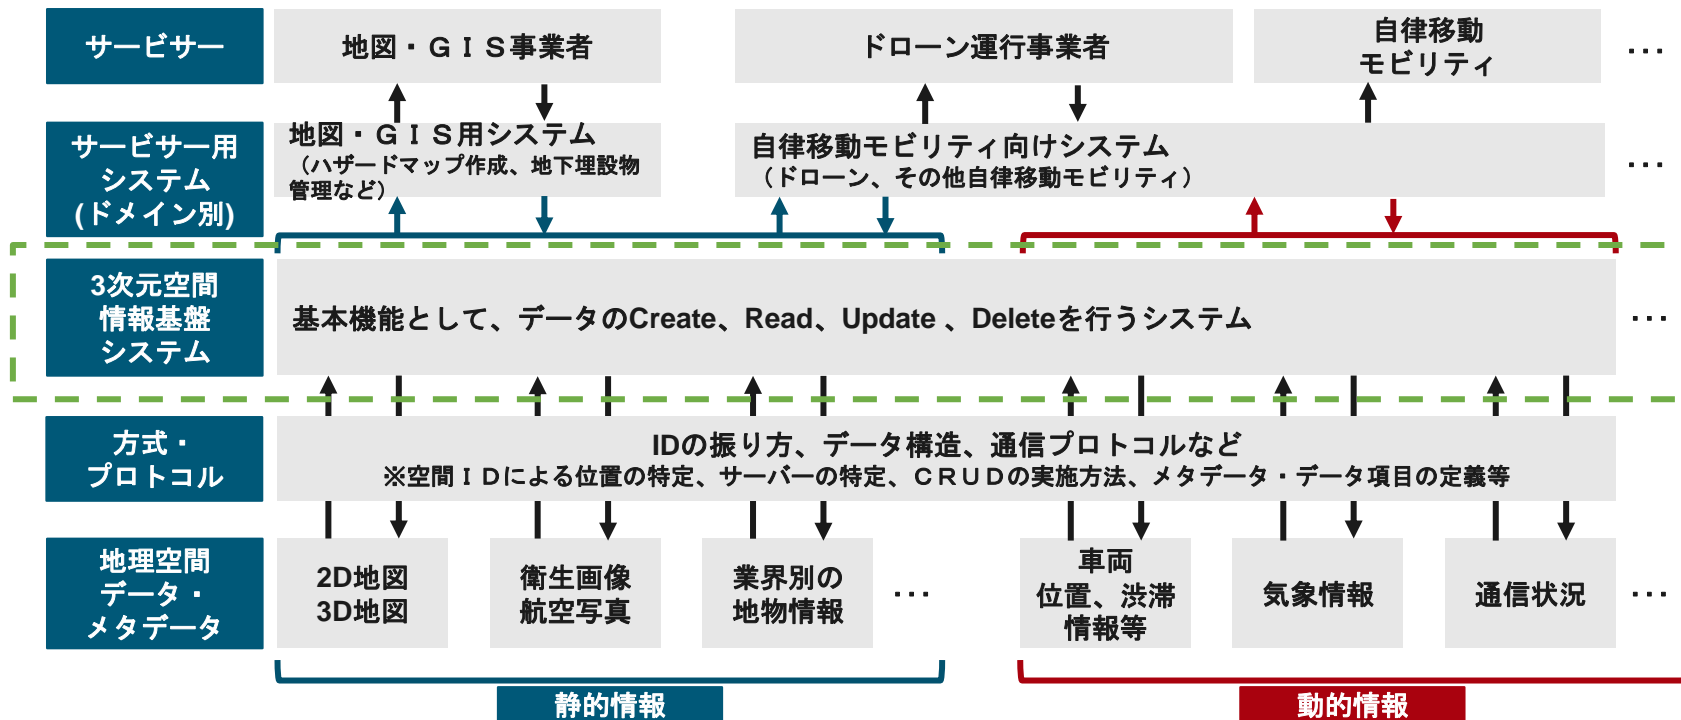 サービサー
地図・ＧＩＳ事業者
ドローン運行事業者
自律移動
モビリティ
…
サービサー用
システム
(ドメイン別)
地図・ＧＩＳ用システム
（ハザードマップ作成、地下埋設物
管理など）
自律移動モビリティ向けシステム
（ドローン、その他自律移動モビリティ）
…
3次元空間
情報基盤
システム
基本機能として、データのCreate、Read、Update 、Deleteを行うシステム
…
方式・
プロトコル
IDの振り方、データ構造、通信プロトコルなど
※空間ＩＤによる位置の特定、サーバーの特定、ＣＲＵＤの実施方法、メタデータ・データ項目の定義等
地理空間
データ・
メタデータ
2D地図
3D地図
衛生画像
航空写真
業界別の
地物情報
…
車両
位置、渋滞
情報等
気象情報
通信状況
…
静的情報
動的情報